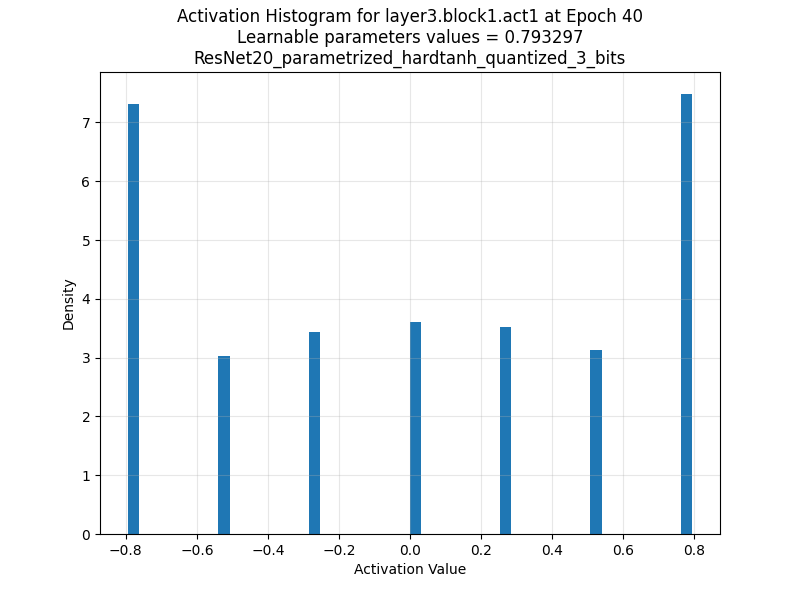 Activation Histogram for layer3.block1.act1 at Epoch 40
Learnable parameters values = 0.793297
ResNet20_parametrized_hardtanh_quantized_3_bits
7
6
5
4
3
2
1
0
Density
−0.8 −0.6 −0.4 −0.2 0.0 0.2 0.4 0.6 0.8
Activation Value